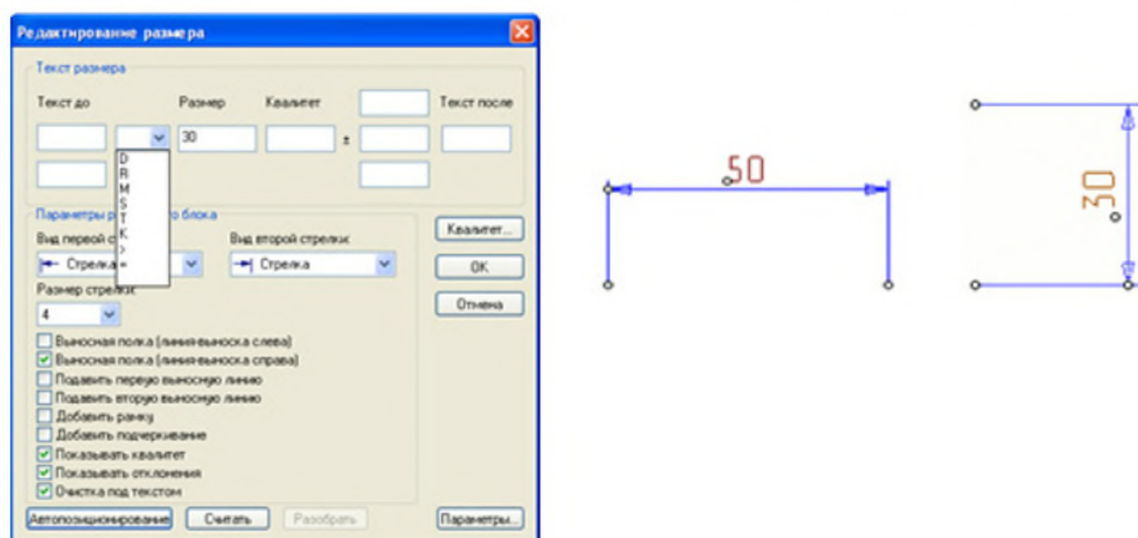 Редактирование размера
Текст размера
Текст до Размер Квалитет Текст после
30 ±
D
R
M
S
T
K
>
=
Параметры р го блока
Вид первой с Вид второй стрелки:
Стрелка Стрелка
Размер стрелки:
4
Выносная полка (линия-выноска слева)
Выносная полка (линия-выноска справа)
Подавить первую выносную линию
Подавить вторую выносную линию
Добавить рамку
Добавить подчеркивание
Показывать квалитет
Показывать отклонения
Очистка под текстом
Квалитет...
OK
Отмена
Автопозиционирование Считать Разобрать Параметры...
50
30